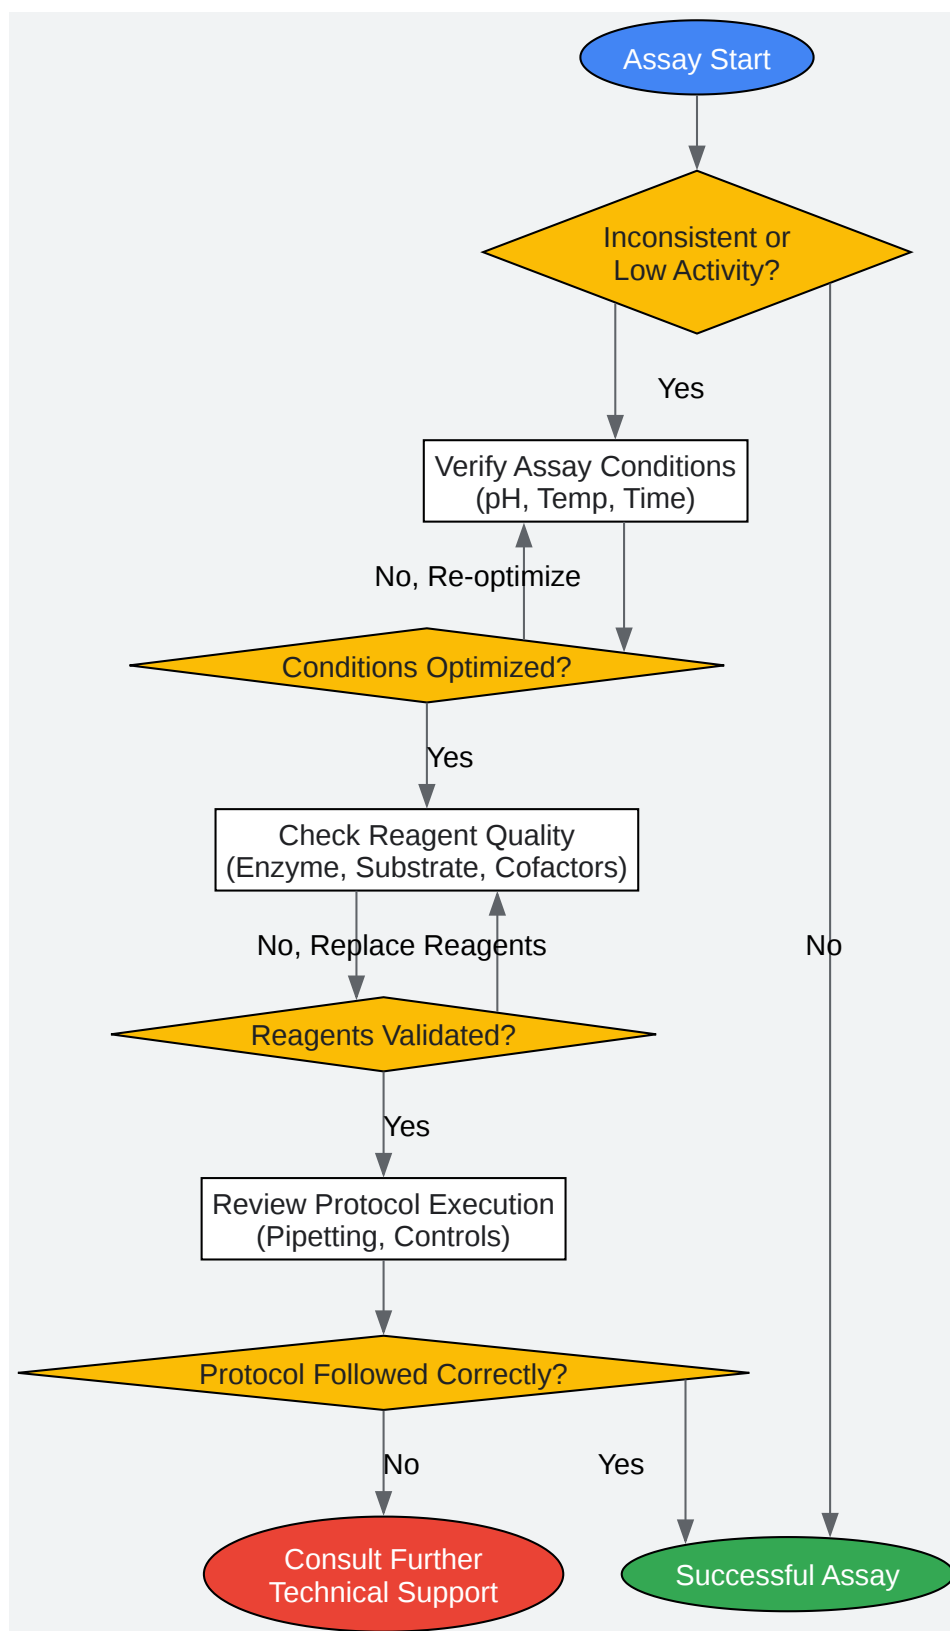 Assay Start
Inconsistent or
Low Activity?
Yes
Verify Assay Conditions
(pH, Temp, Time)
No, Re-optimize
Conditions Optimized?
Yes
Check Reagent Quality
(Enzyme, Substrate, Cofactors)
No, Replace Reagents
No
Reagents Validated?
Yes
Review Protocol Execution
(Pipetting, Controls)
Protocol Followed Correctly?
No
Yes
Consult Further
Technical Support
Successful Assay